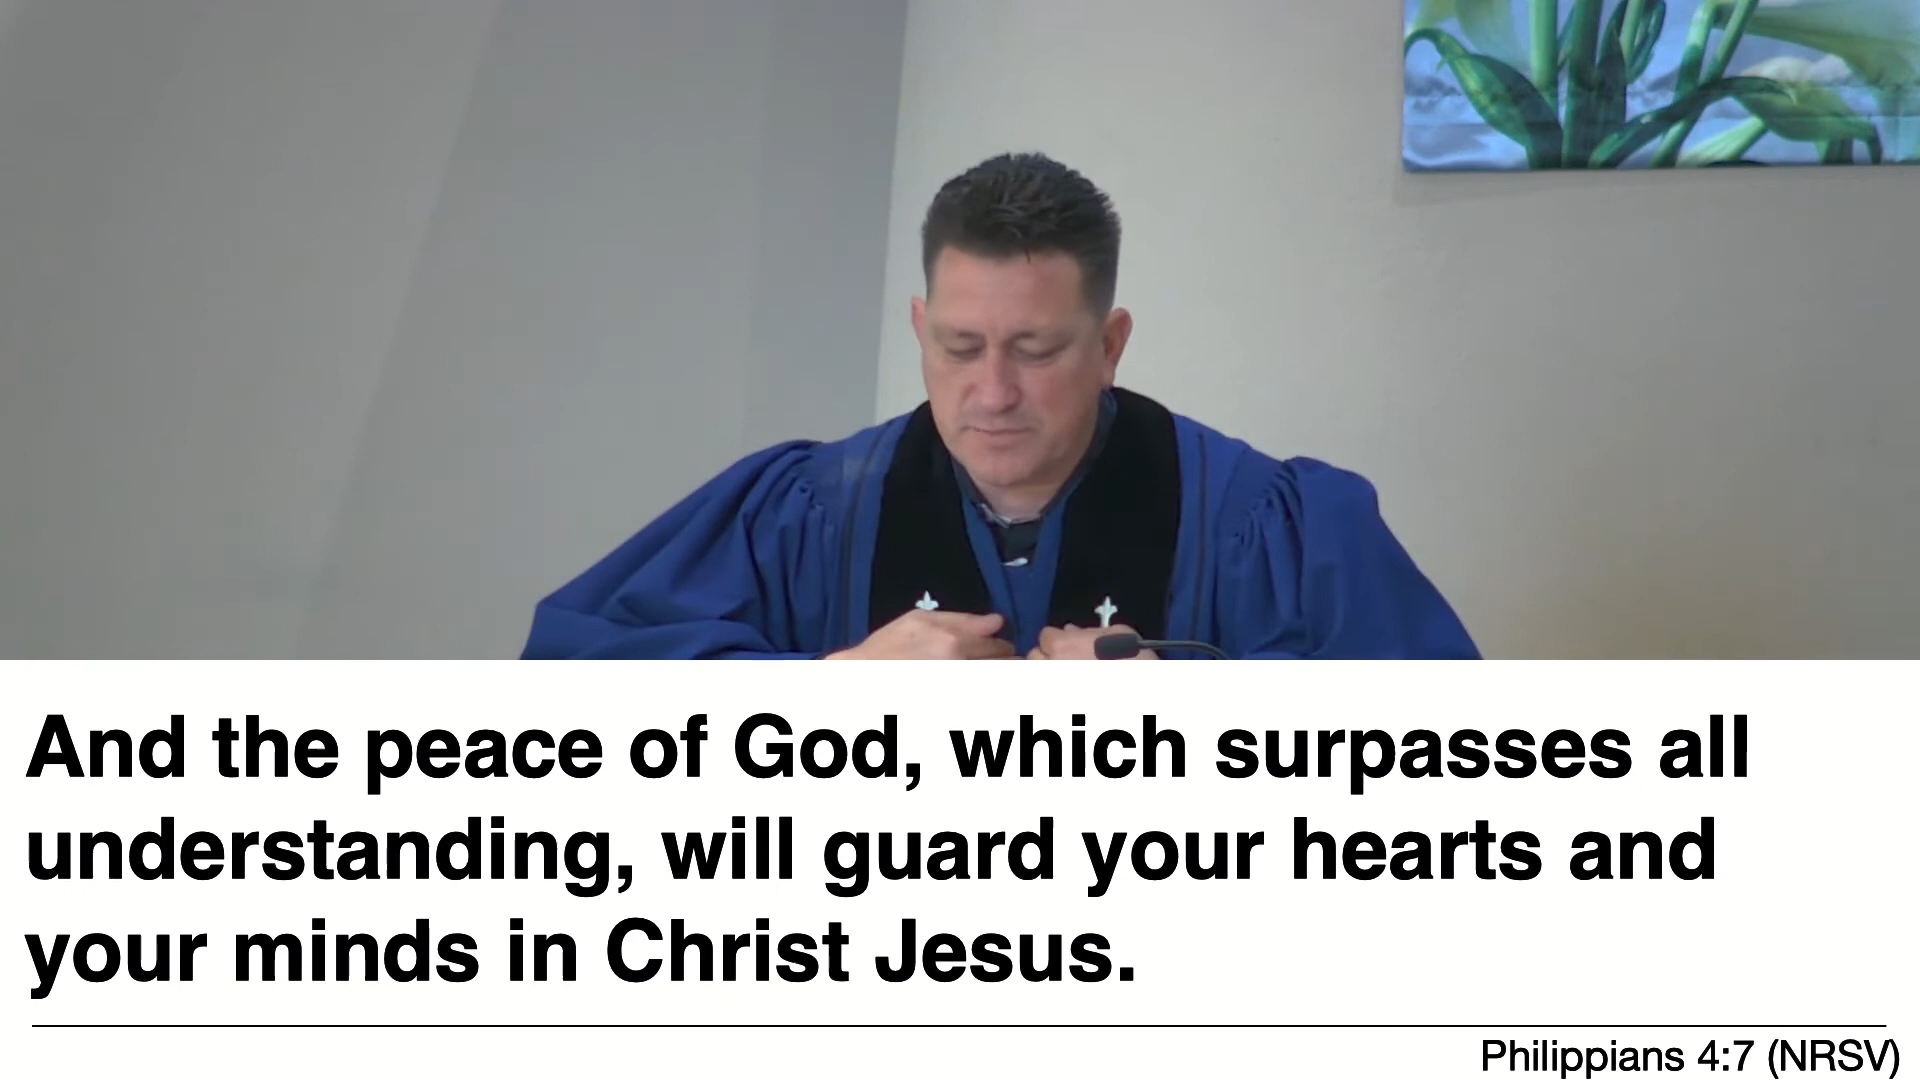 And the peace of God, which surpasses all
understanding, will guard your hearts and
your minds in Christ Jesus.
Philippians 4:7 (NRSV)